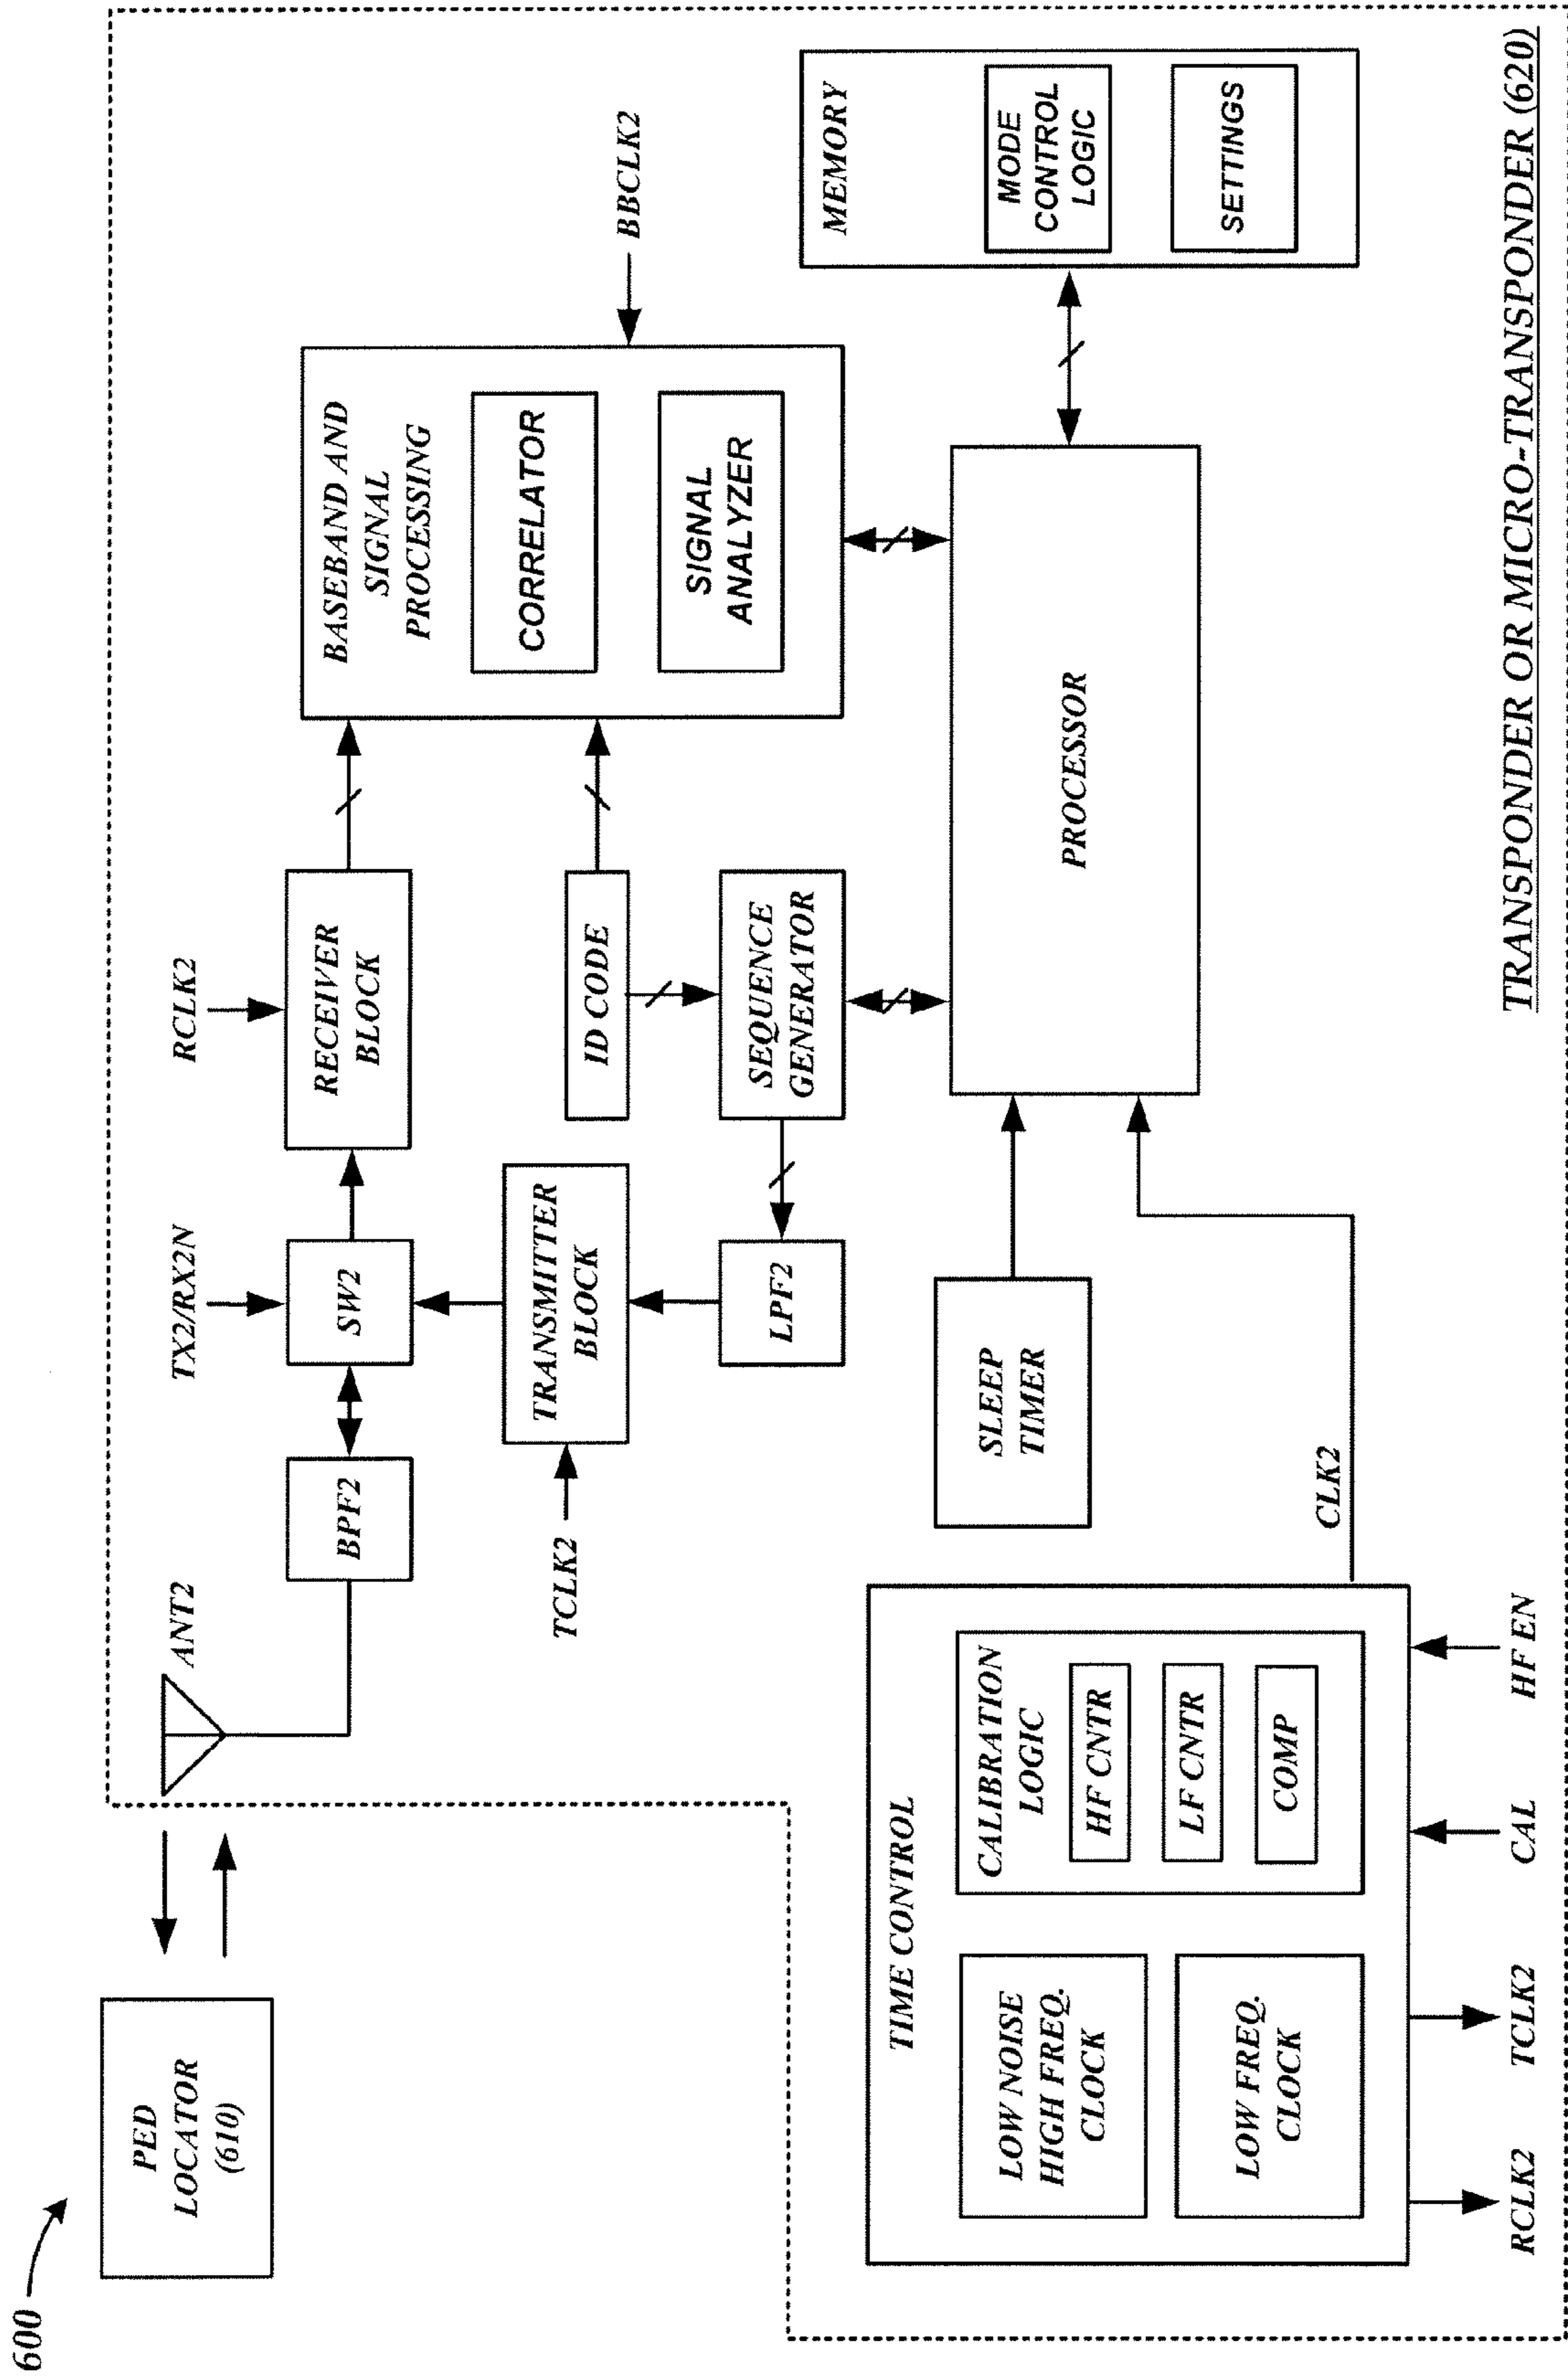 600
PED
LOCATOR
(610)
ANT2
BPF2
TX2/RX2N
SW2
RCLK2
RECEIVER
BLOCK
TCLK2
TRANSMITTER
BLOCK
ID CODE
LPF2
SEQUENCE
GENERATOR
BASEBAND AND
SIGNAL
PROCESSING
CORRELATOR
SIGNAL
ANALYZER
BBCLK2
TIME CONTROL
LOW NOISE
HIGH FREQ.
CLOCK
LOW FREQ.
CLOCK
CALIBRATION
LOGIC
HF CNTR
LF CNTR
COMP
SLEEP
TIMER
CLK2
PROCESSOR
MEMORY
MODE
CONTROL
LOGIC
SETTINGS
RCLK2
TCLK2
CAL
HF EN
TRANSPONDER OR MICRO-TRANSPONDER (620)